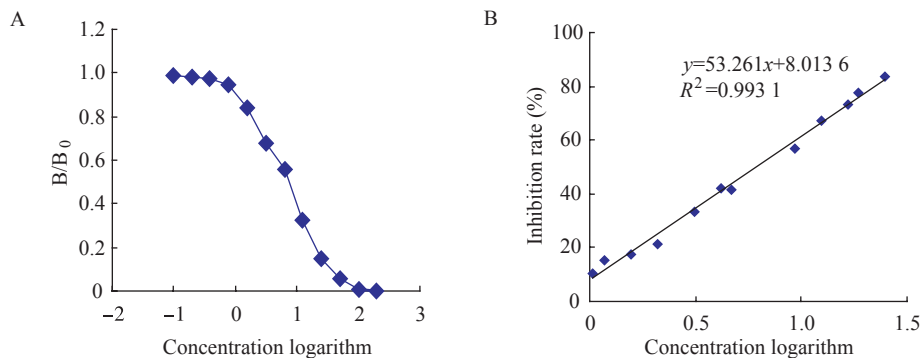 A
1.2
1.0
0.8
0.6
0.4
0.2
0
B/B0
−2
−1
0
1
2
3
Concentration logarithm
B
100
80
60
40
20
0
Inhibition rate (%)
y=53.261x+8.013 6
R2=0.993 1
0
0.5
1.0
1.5
Concentration logarithm